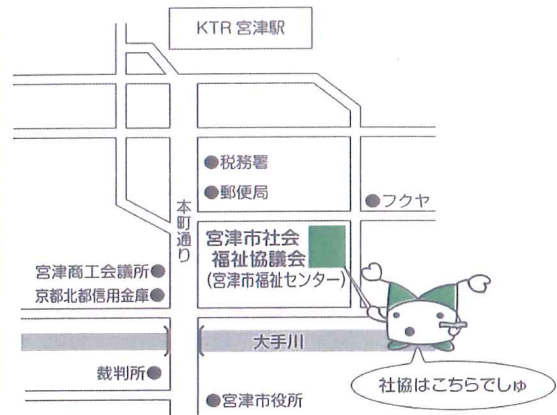 KTR 宮津駅
●税務署
●郵便局
●フクヤ
本町通り
宮津市社会
福祉協議会
(宮津市福祉センター)
宮津商工会議所●
京都北都信用金庫●
大手川
裁判所●
●宮津市役所
社協はこちらでしゅ